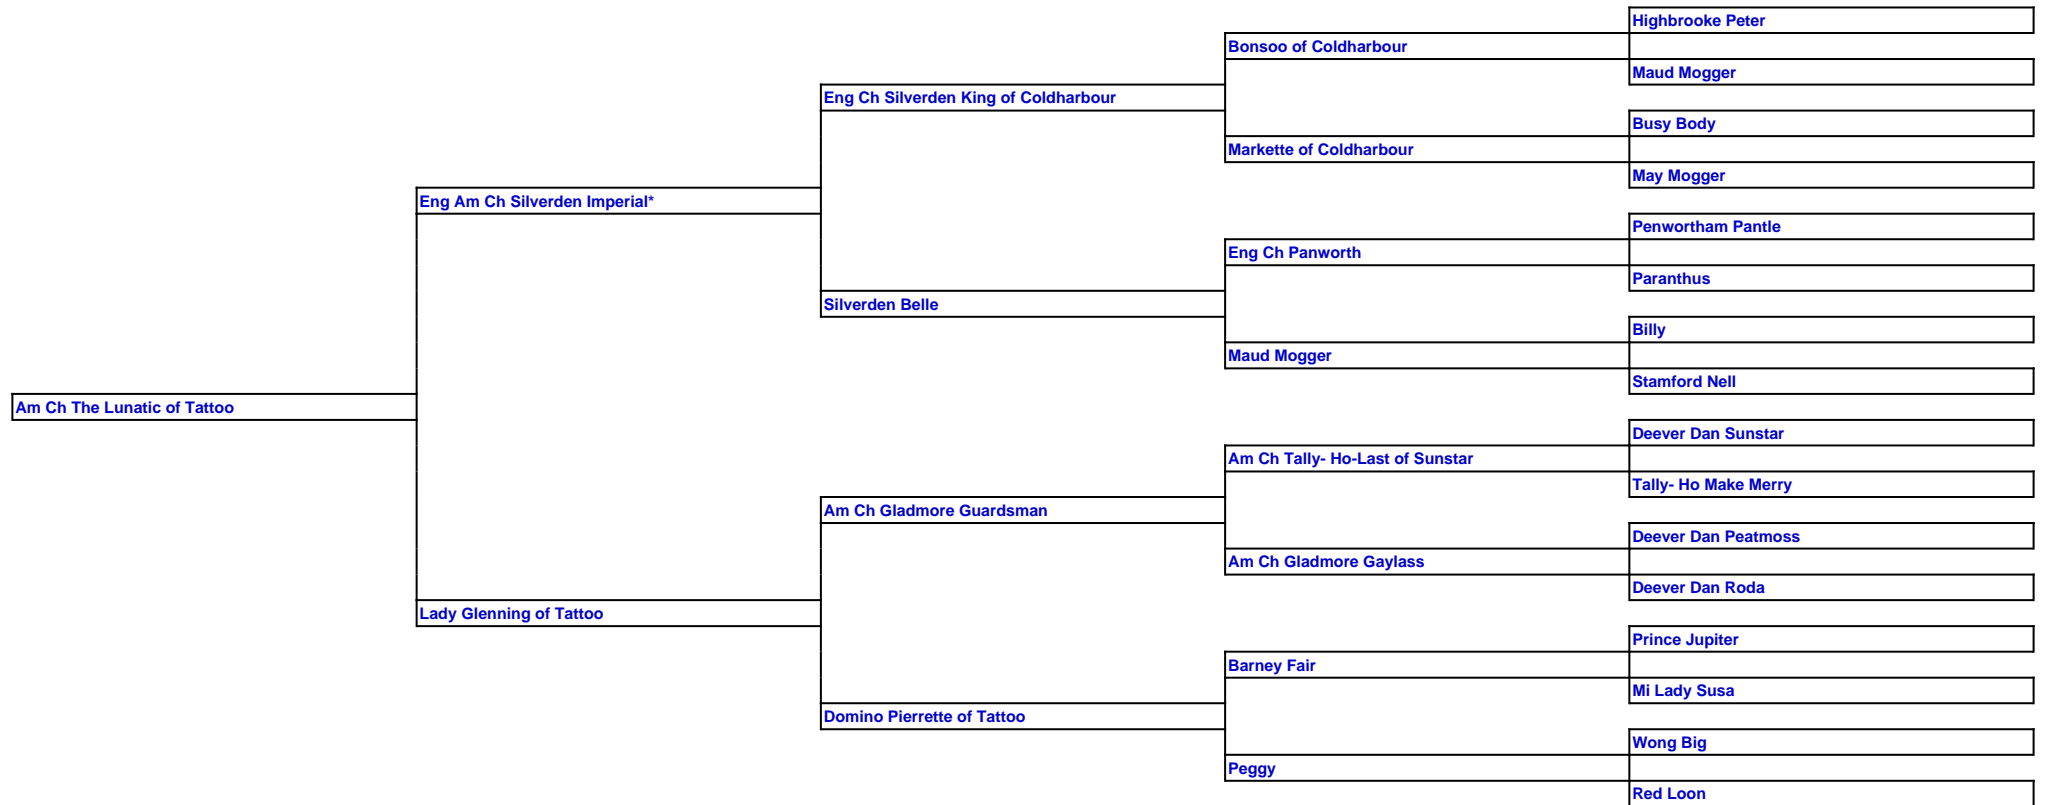 Highbrooke Peter
Bonsoo of Coldharbour
Maud Mogger
Eng Ch Silverden King of Coldharbour
Busy Body
Markette of Coldharbour
May Mogger
Eng Am Ch Silverden Imperial*
Penwortham Pantle
Eng Ch Panworth
Paranthus
Silverden Belle
Billy
Maud Mogger
Stamford Nell
Am Ch The Lunatic of Tattoo
Deever Dan Sunstar
Am Ch Tally- Ho-Last of Sunstar
Tally- Ho Make Merry
Am Ch Gladmore Guardsman
Deever Dan Peatmoss
Am Ch Gladmore Gaylass
Deever Dan Roda
Lady Glenning of Tattoo
Prince Jupiter
Barney Fair
Mi Lady Susa
Domino Pierrette of Tattoo
Wong Big
Peggy
Red Loon